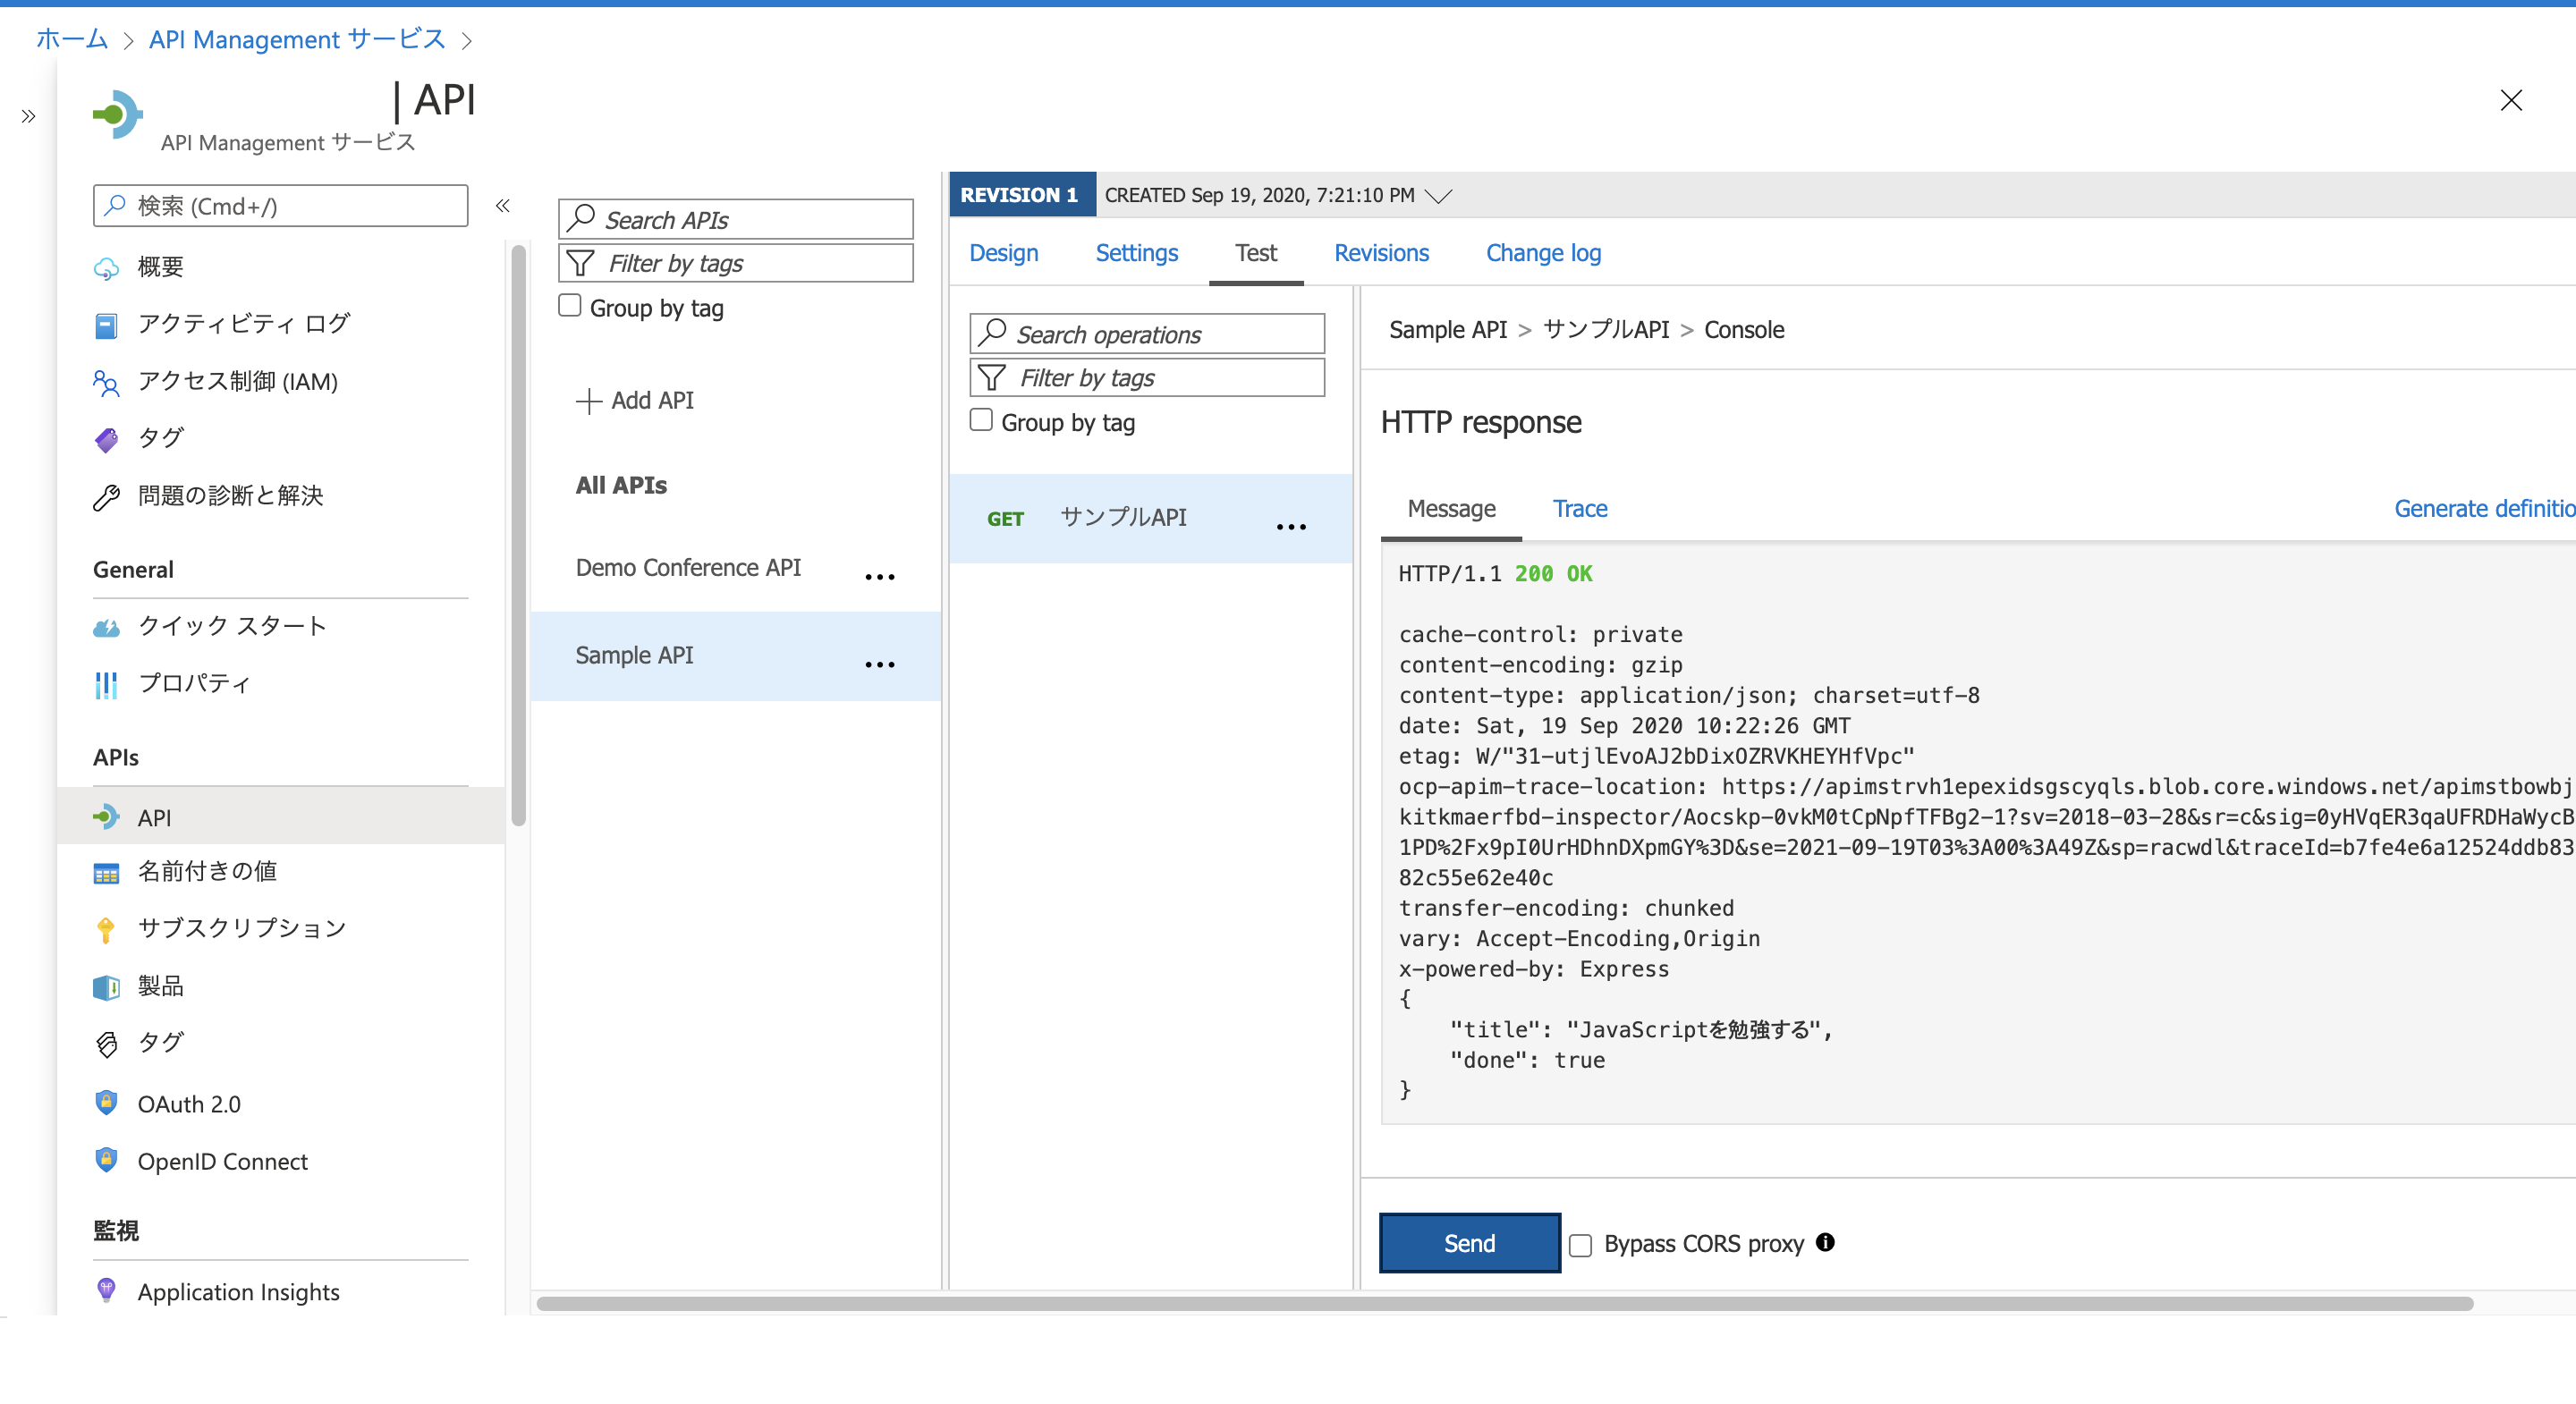 ホーム > API Management サービス >
| API
API Management サービス
検索 (Cmd+/)
概要
アクティビティ ログ
アクセス制御 (IAM)
タグ
問題の診断と解決
General
クイック スタート
プロパティ
APIs
API
名前付きの値
サブスクリプション
製品
タグ
OAuth 2.0
OpenID Connect
監視
Application Insights
Search APIs
Filter by tags
Group by tag
Add API
All APIs
Demo Conference API
Sample API
REVISION 1 CREATED Sep 19, 2020, 7:21:10 PM
Design Settings Test Revisions Change log
Search operations
Filter by tags
Group by tag
GET サンプルAPI
Sample API > サンプルAPI > Console
HTTP response
Message Trace Generate definitio
HTTP/1.1 200 OK
cache-control: private
content-encoding: gzip
content-type: application/json; charset=utf-8
date: Sat, 19 Sep 2020 10:22:26 GMT
etag: W/"31-utjlEvoAJ2bDixOZRVKHEYHfVpc"
ocp-apim-trace-location: https://apimstrvh1epexidsgscyqls.blob.core.windows.net/apimstbowbj
kitkmaerfbd-inspector/Aocskp-0vkM0tCpNpfTFBg2-1?sv=2018-03-28&sr=c&sig=0yHVqER3qaUFRDHaWycB
1PD%2Fx9pI0UrHDhnDXpmGY%3D&se=2021-09-19T03%3A00%3A49Z&sp=racwdl&traceId=b7fe4e6a12524ddb83
82c55e62e40c
transfer-encoding: chunked
vary: Accept-Encoding,Origin
x-powered-by: Express
{
"title": "JavaScriptを勉強する",
"done": true
}
Send Bypass CORS proxy